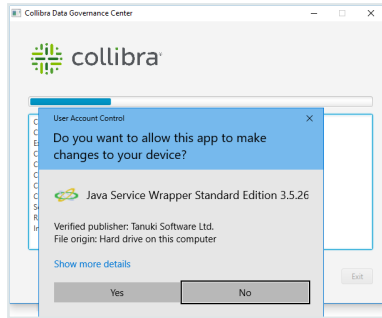 Collibra Data Governance Center
collibra
User Account Control
Do you want to allow this app to make
changes to your device?
Java Service Wrapper Standard Edition 3.5.26
Verified publisher: Tanuki Software Ltd.
File origin: Hard drive on this computer
Show more details
Yes
No
Exit